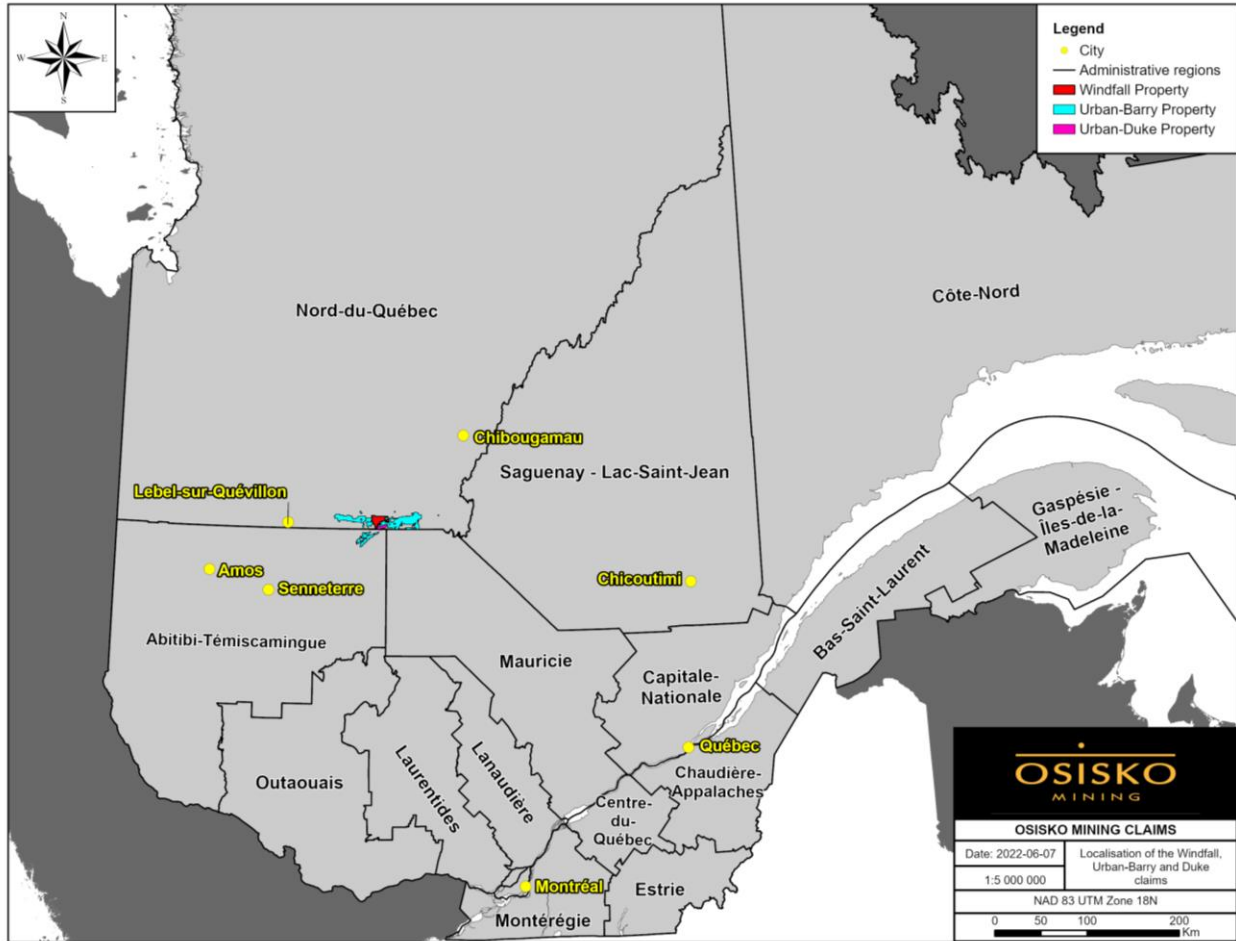 N
W
E
S
Legend
City
Administrative regions
Windfall Property
Urban-Barry Property
Urban-Duke Property
Nord-du-Québec
Côte-Nord
Chibougamau
Saguenay - Lac-Saint-Jean
Lebel-sur-Quévillon
Gaspésie -
Îles-de-la-
Madeleine
Amos
Senneterre
Chicoutimi
Bas-Saint-Laurent
Abitibi-Témiscamingue
Mauricie
Capitale-
Nationale
Québec
Outaouais
Laurentides
Lanaudière
Chaudière-
Appalaches
Centre-
du-
Québec
Montréal
Estrie
Montérégie
OSISKO
MINING
OSISKO MINING CLAIMS
Date: 2022-06-07
1:5 000 000
Localisation of the Windfall,
Urban-Barry and Duke
claims
NAD 83 UTM Zone 18N
0 50 100 200
Km